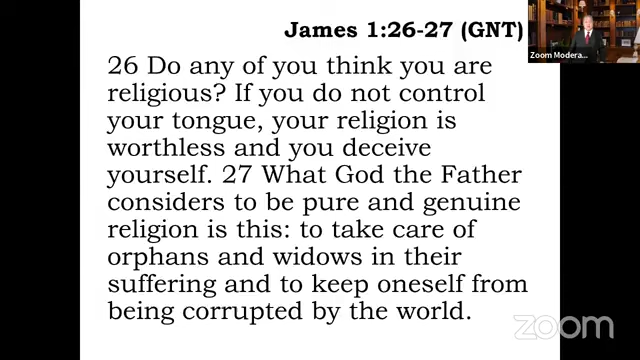 James 1:26-27 (GNT)
Zoom Modera...
26 Do any of you think you are
religious? If you do not control
your tongue, your religion is
worthless and you deceive
yourself. 27 What God the Father
considers to be pure and genuine
religion is this: to take care of
orphans and widows in their
suffering and to keep oneself from
being corrupted by the world.
zoom